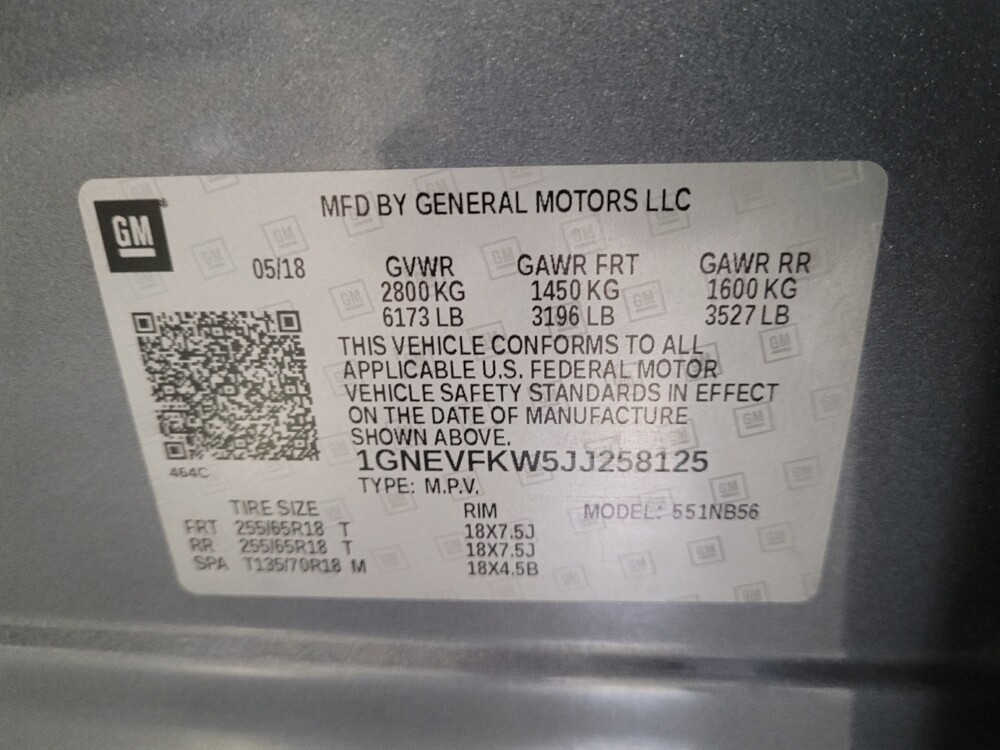 GM
MFD BY GENERAL MOTORS LLC
05/18 GVWR GAWR FRT GAWR RR
2800 KG 1450 KG 1600 KG
6173 LB 3196 LB 3527 LB
THIS VEHICLE CONFORMS TO ALL
APPLICABLE U.S. FEDERAL MOTOR
VEHICLE SAFETY STANDARDS IN EFFECT
ON THE DATE OF MANUFACTURE
SHOWN ABOVE.
464C
1GNEVFKW5JJ258125
TYPE: M.P.V.
TIRE SIZE RIM MODEL: 551NB56
FRT 255/65R18 T 18X7.5J
RR 255/65R18 T 18X7.5J
SPA T135/70R18 M 18X4.5B